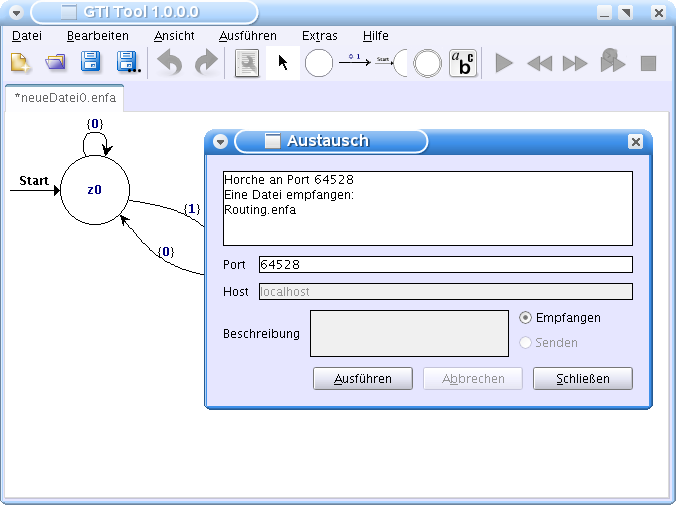 GTI Tool 1.0.0.0
Datei Bearbeiten Ansicht Ausführen Extras Hilfe
0 1 Start a b c
*neueDatei0.enfa
{0}
Start
z0
{1}
{0}
Austausch
Horche an Port 64528
Eine Datei empfangen:
Routing.enfa
Port 64528
Host localhost
Beschreibung
Empfangen
Senden
Ausführen Abbrechen Schließen